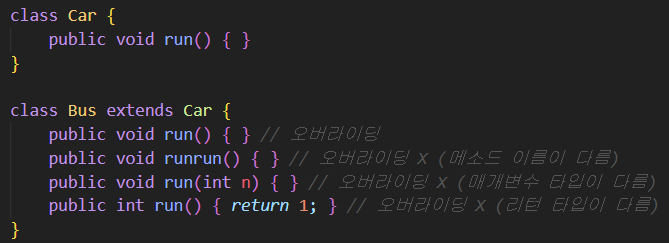 class Car {
    public void run() { }
}

class Bus extends Car {
    public void run() { } // 오버라이딩
    public void runrun() { } // 오버라이딩 X (메소드 이름이 다름)
    public void run(int n) { } // 오버라이딩 X (매개변수 타입이 다름)
    public int run() { return 1; } // 오버라이딩 X (리턴 타입이 다름)
}